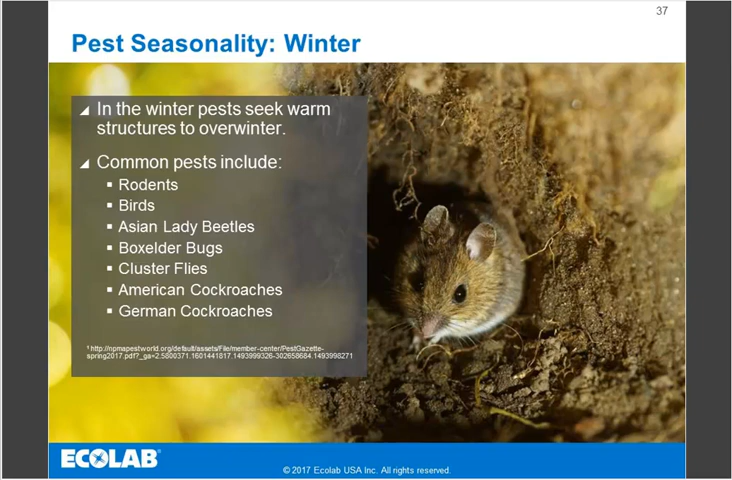 37
Pest Seasonality: Winter
In the winter pests seek warm
structures to overwinter.
Common pests include:
Rodents
Birds
Asian Lady Beetles
Boxelder Bugs
Cluster Flies
American Cockroaches
German Cockroaches
¹ http://npmapestworld.org/default/assets/File/member-center/PestGazette-
spring2017.pdf?_ga=2.5800371.1601441817.1493999326-302658684.1493998271
ECOLAB®
© 2017 Ecolab USA Inc. All rights reserved.